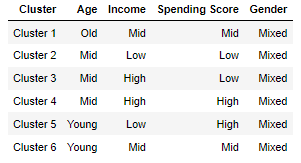 Cluster Age Income Spending Score Gender
Cluster 1 Old Mid Mid Mixed
Cluster 2 Mid Low Low Mixed
Cluster 3 Mid High Low Mixed
Cluster 4 Mid High High Mixed
Cluster 5 Young Low High Mixed
Cluster 6 Young Mid Mid Mixed